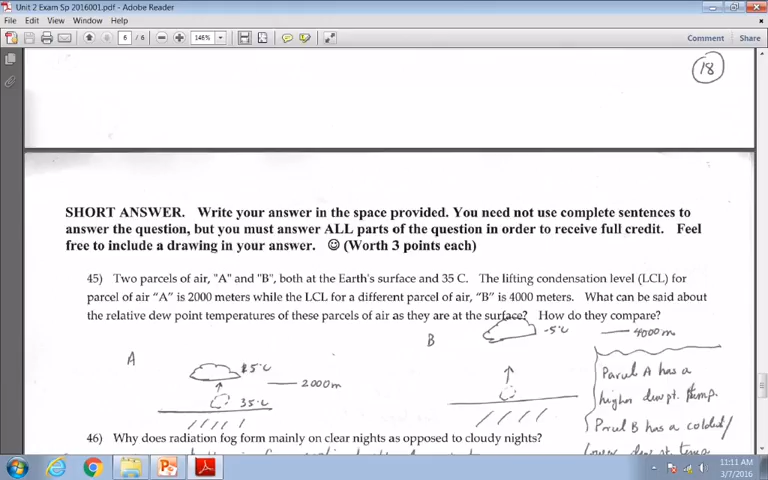 Unit 2 Exam Sp 2016001.pdf - Adobe Reader
File Edit View Window Help
6 / 6 146% Comment Share
18
SHORT ANSWER. Write your answer in the space provided. You need not use complete sentences to
answer the question, but you must answer ALL parts of the question in order to receive full credit. Feel
free to include a drawing in your answer. ☺ (Worth 3 points each)
45) Two parcels of air, "A" and "B", both at the Earth's surface and 35 C. The lifting condensation level (LCL) for
parcel of air "A" is 2000 meters while the LCL for a different parcel of air, "B" is 4000 meters. What can be said about
the relative dew point temperatures of these parcels of air as they are at the surface? How do they compare?
A
15°C
2000m
35°C
B
-5°C
4000m
Parcel A has a
higher dew pt. temp.
Parcel B has a colder/
lower dew pt. temp
46) Why does radiation fog form mainly on clear nights as opposed to cloudy nights?
11:11 AM
3/7/2016